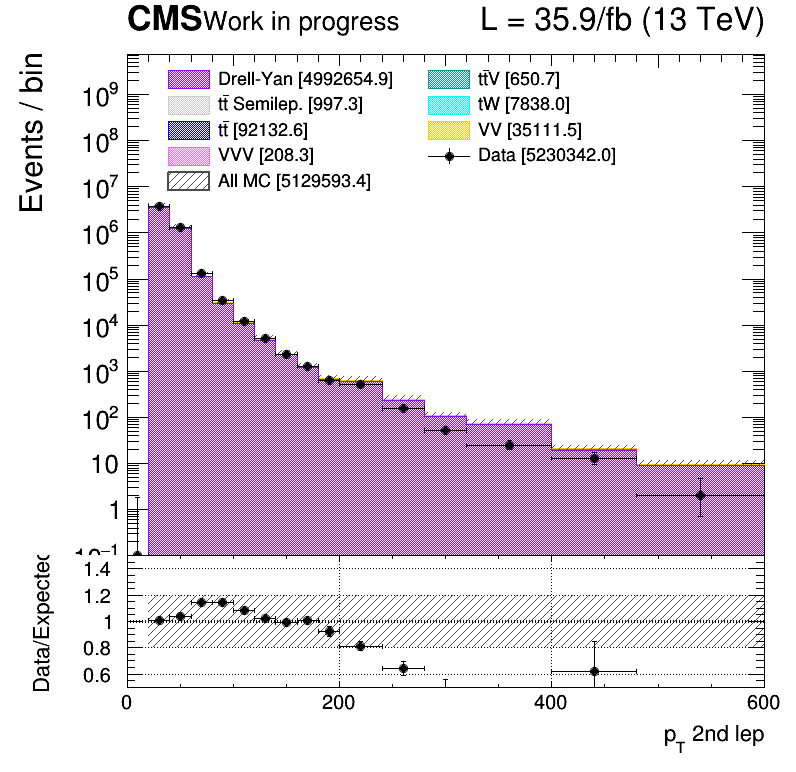 CMS Work in progress L = 35.9/fb (13 TeV)
Events / bin
Drell-Yan [4992654.9]
tt̄ Semilep. [997.3]
tt̄ [92132.6]
VVV [208.3]
All MC [5129593.4]
tt̄V [650.7]
tW [7838.0]
VV [35111.5]
Data [5230342.0]
10⁹
10⁸
10⁷
10⁶
10⁵
10⁴
10³
10²
10
1
10⁻¹
Data/Expected
1.4
1.2
1
0.8
0.6
0 200 400 600
p_T 2nd lep